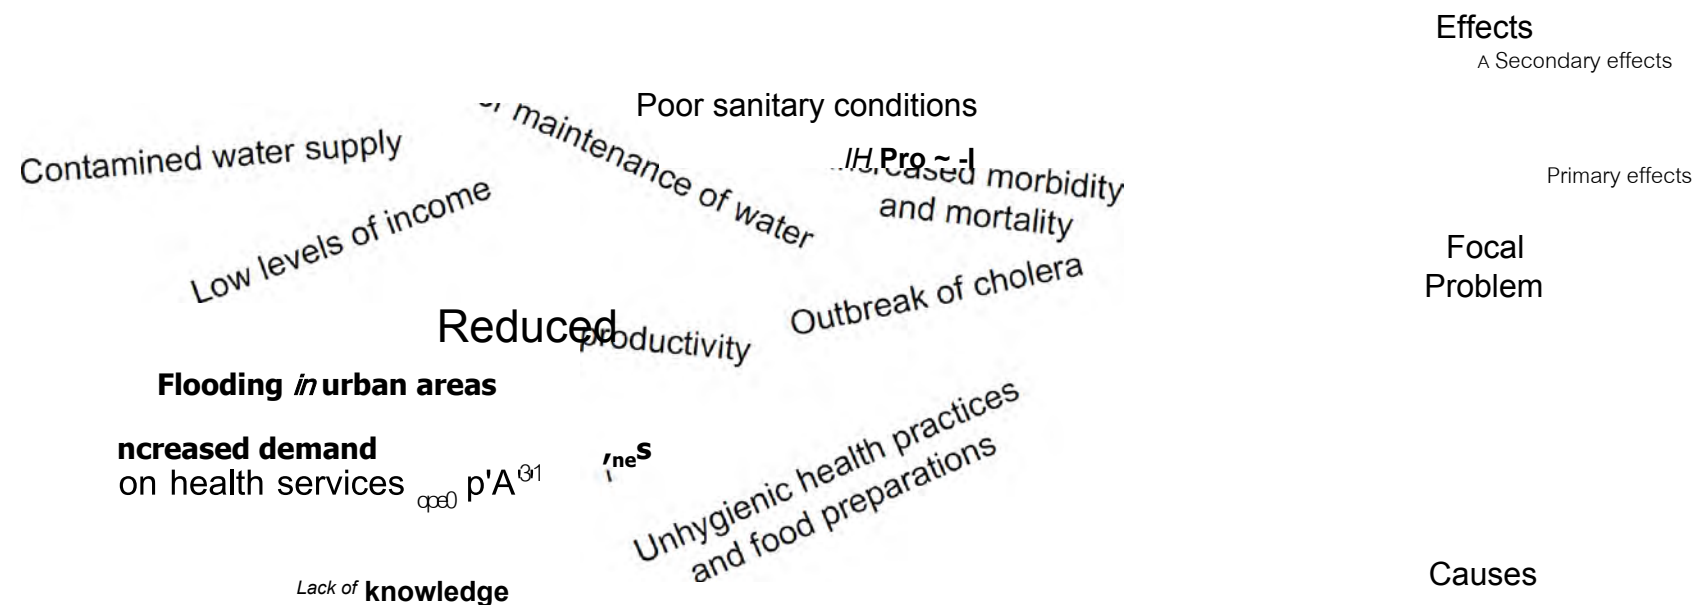 Effects
A Secondary effects
Poor sanitary conditions
maintenance of water
Contamined water supply
Pro
morbidity
and mortality
Primary effects
Low levels of income
Focal
Problem
Outbreak of cholera
Reduced
productivity
Flooding in urban areas
ncreased demand
on health services
Unhygienic health practices
and food preparations
Causes
Lack of knowledge